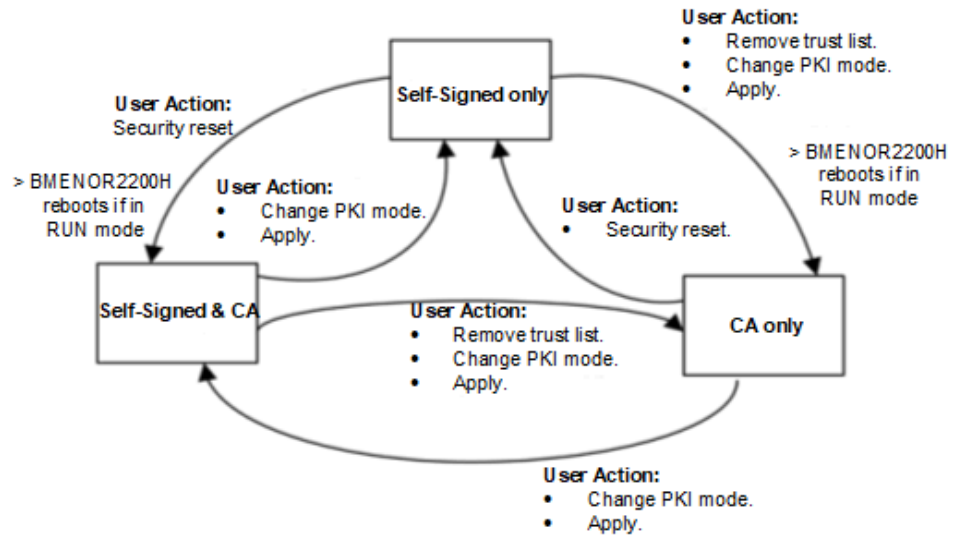 User Action:
• Remove trust list.
• Change PKI mode.
• Apply.
Self-Signed only
User Action:
Security reset
> BMENOR2200H
reboots if in
RUN mode
> BMENOR2200H
reboots if in
RUN mode
User Action:
• Change PKI mode.
• Apply.
User Action:
• Security reset.
Self-Signed & CA
CA only
User Action:
• Remove trust list.
• Change PKI mode.
• Apply.
User Action:
• Change PKI mode.
• Apply.